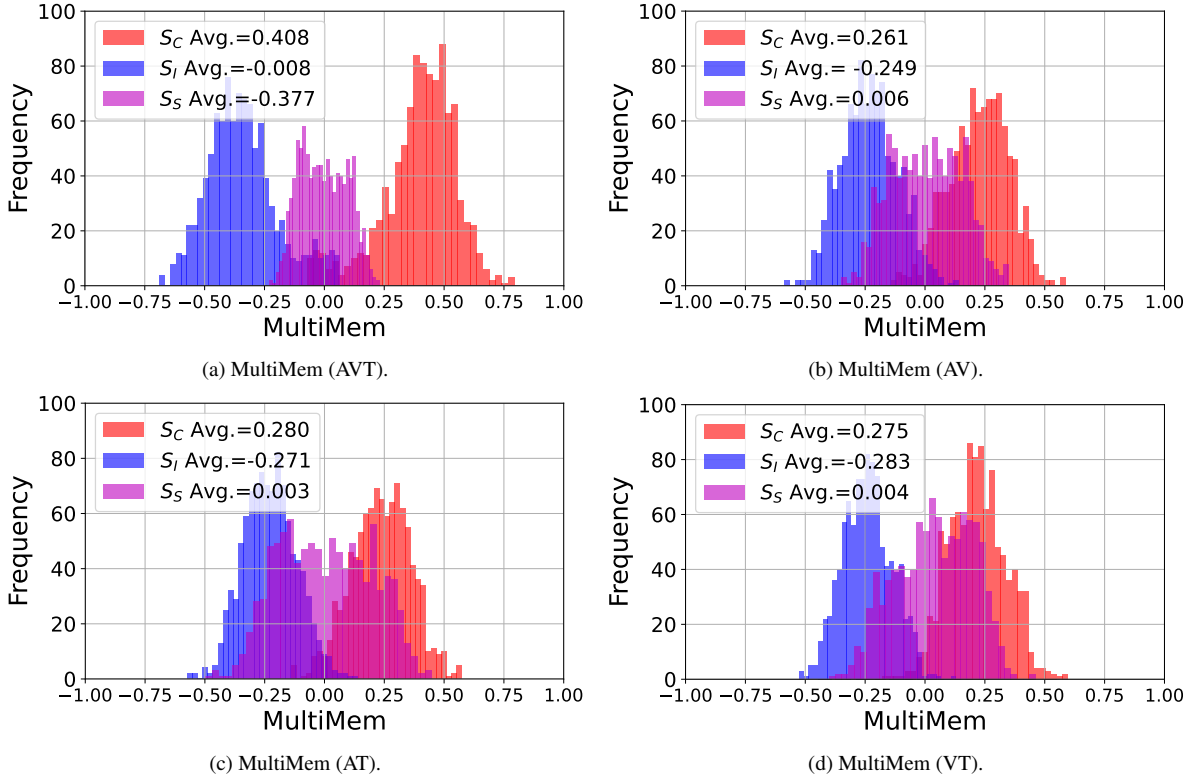 100
80
60
40
20
0
Frequency
S_C Avg.=0.408
S_I Avg.=-0.008
S_S Avg.=-0.377
−1.00 −0.75 −0.50 −0.25 0.00 0.25 0.50 0.75 1.00
MultiMem
(a) MultiMem (AVT).
100
80
60
40
20
0
Frequency
S_C Avg.=0.261
S_I Avg.= -0.249
S_S Avg.=0.006
−1.00 −0.75 −0.50 −0.25 0.00 0.25 0.50 0.75 1.00
MultiMem
(b) MultiMem (AV).
100
80
60
40
20
0
Frequency
S_C Avg.=0.280
S_I Avg.=-0.271
S_S Avg.=0.003
−1.00 −0.75 −0.50 −0.25 0.00 0.25 0.50 0.75 1.00
MultiMem
(c) MultiMem (AT).
100
80
60
40
20
0
Frequency
S_C Avg.=0.275
S_I Avg.=-0.283
S_S Avg.=0.004
−1.00 −0.75 −0.50 −0.25 0.00 0.25 0.50 0.75 1.00
MultiMem
(d) MultiMem (VT).